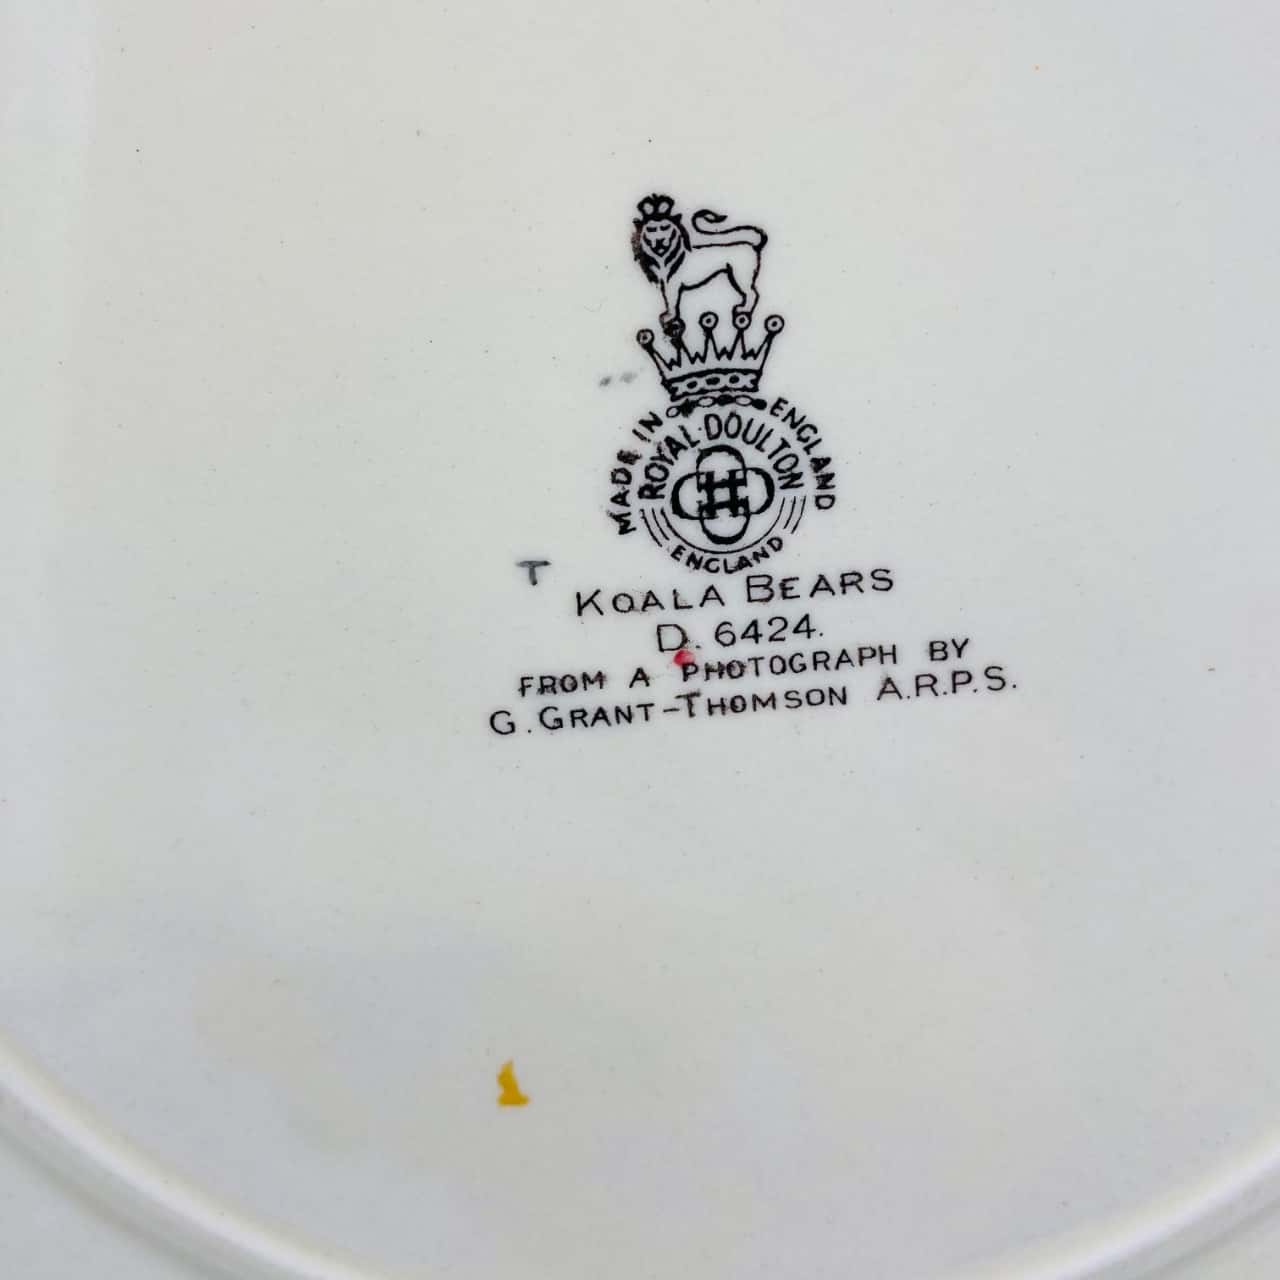 MADE IN ENGLAND
ROYAL·DOULTON
ENGLAND
T
KOALA BEARS
D. 6424.
FROM A PHOTOGRAPH BY
G. GRANT-THOMSON A.R.P.S.